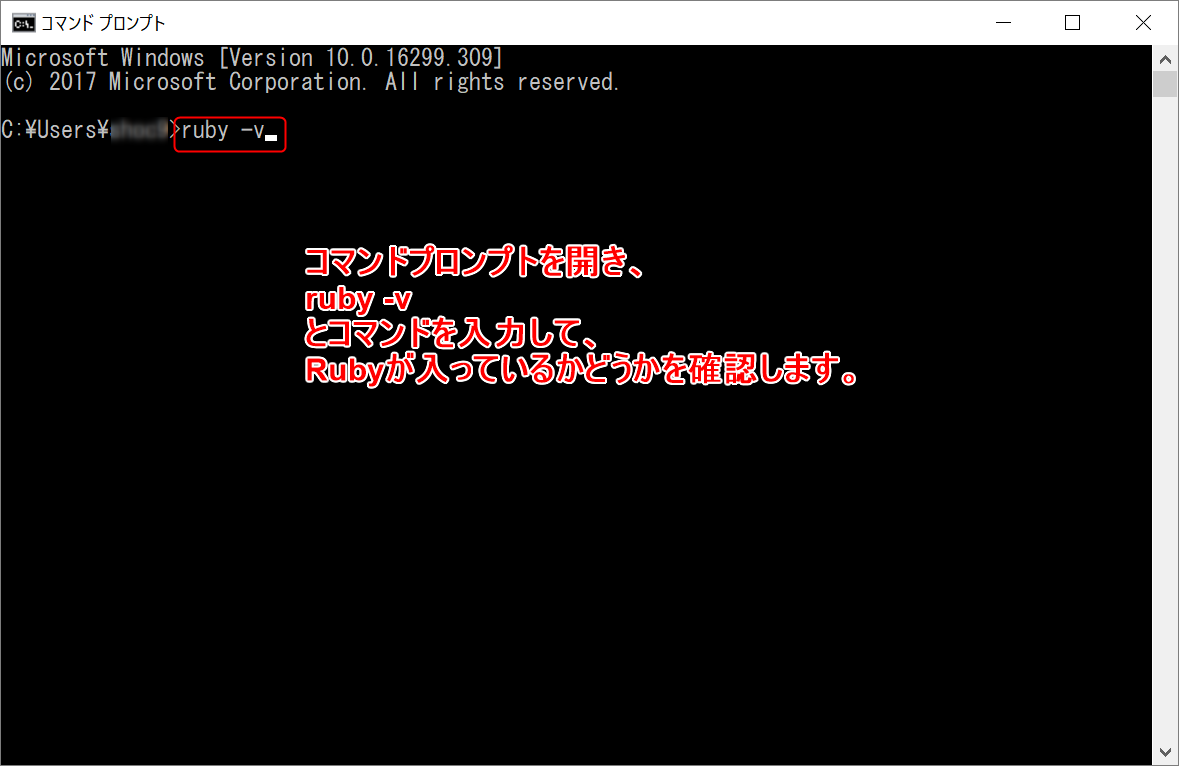 コマンド プロンプト
Microsoft Windows [Version 10.0.16299.309]
(c) 2017 Microsoft Corporation. All rights reserved.
C:¥Users¥>ruby -v
コマンドプロンプトを開き、
ruby -v
とコマンドを入力して、
Rubyが入っているかどうかを確認します。